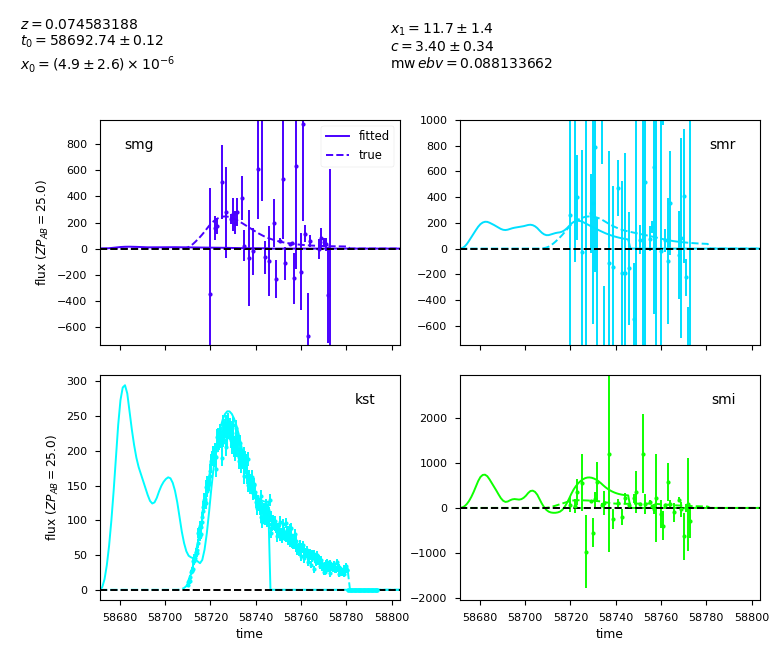 z = 0.074583188
t₀ = 58692.74 ± 0.12
x₀ = (4.9 ± 2.6) × 10⁻⁶
x₁ = 11.7 ± 1.4
c = 3.40 ± 0.34
mw ebv = 0.088133662
smg
fitted
true
flux (ZP_AB = 25.0)
800
600
400
200
0
−200
−400
−600
smr
1000
800
600
400
200
0
−200
−400
−600
kst
flux (ZP_AB = 25.0)
300
250
200
150
100
50
0
58680 58700 58720 58740 58760 58780 58800
time
smi
2000
1000
0
−1000
−2000
58680 58700 58720 58740 58760 58780 58800
time